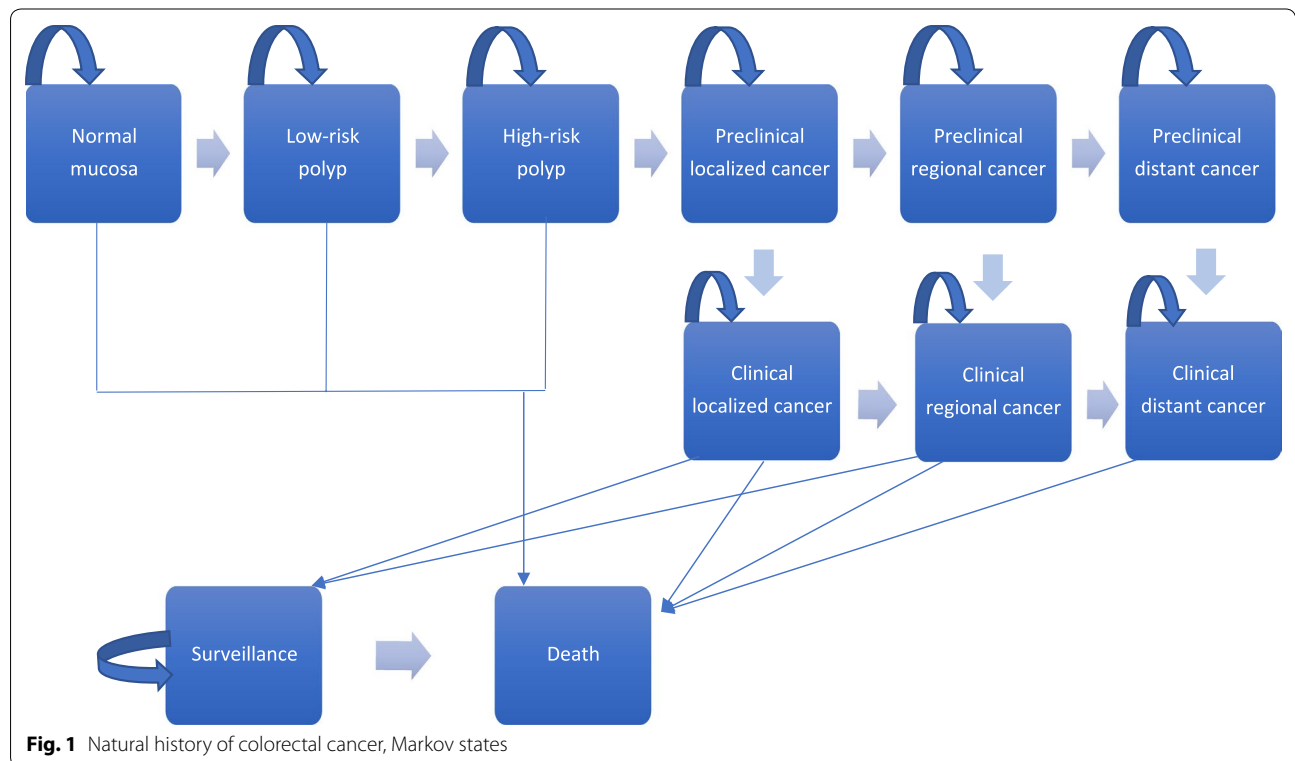 Normal
mucosa
Low-risk
polyp
High-risk
polyp
Preclinical
localized cancer
Preclinical
regional cancer
Preclinical
distant cancer
Clinical
localized cancer
Clinical
regional cancer
Clinical
distant cancer
Surveillance
Death
Fig. 1 Natural history of colorectal cancer, Markov states